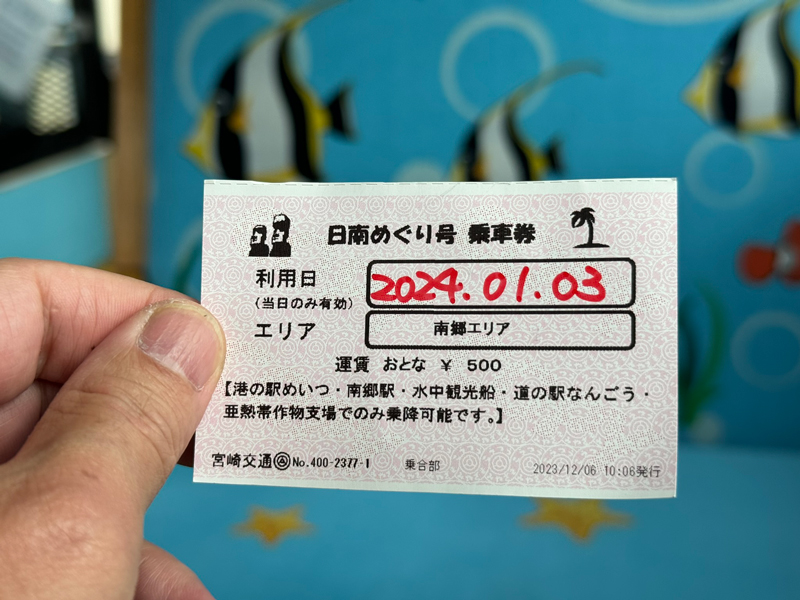 日南めぐり号 乗車券
利用日
2024.01.03
(当日のみ有効)
エリア 南郷エリア
運賃 おとな ¥ 500
【港の駅めいつ・南郷駅・水中観光船・道の駅なんごう・
亜熱帯作物支場でのみ乗降可能です。】
宮崎交通 No.400-2377-1 乗合部 2023/12/06 10:06発行